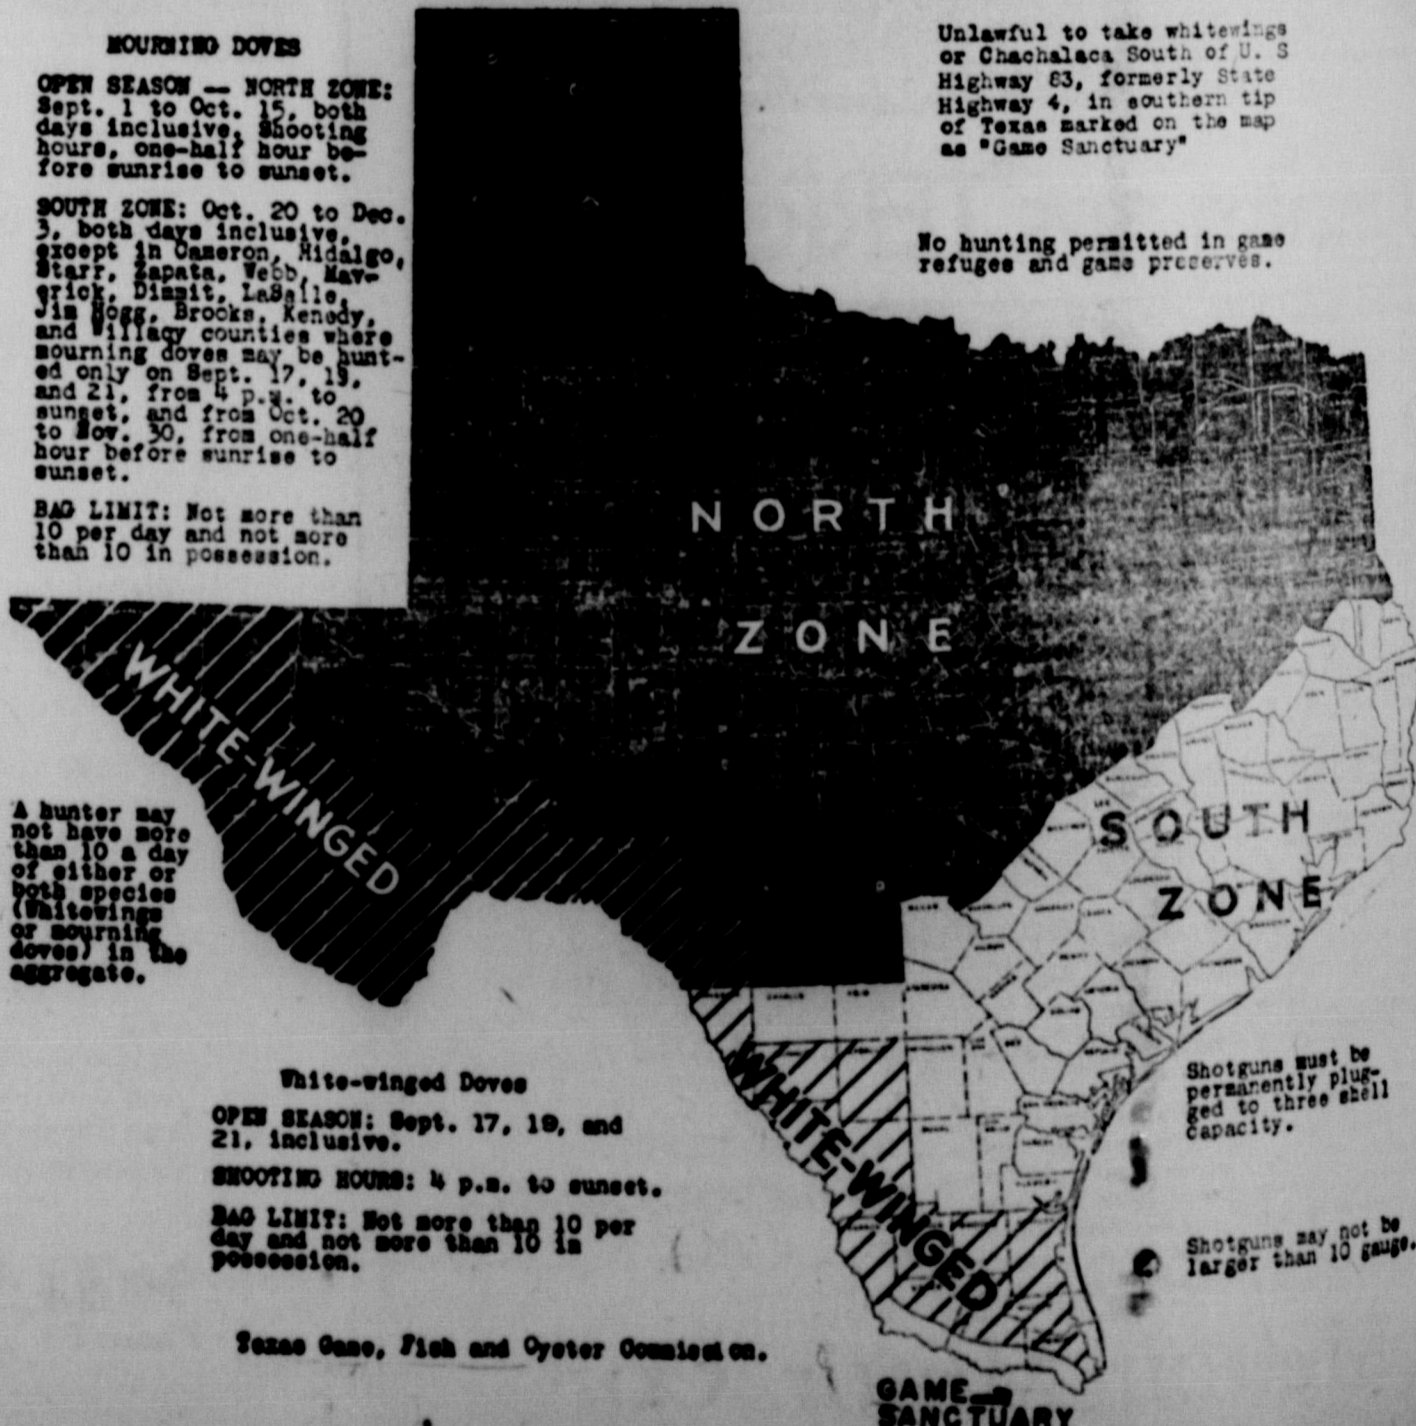 MOURNING DOVES
OPEN SEASON — NORTH ZONE:
Sept. 1 to Oct. 15, both
days inclusive, Shooting
hours, one-half hour be-
fore sunrise to sunset.
SOUTH ZONE: Oct. 20 to Dec.
3, both days inclusive,
except in Cameron, Hidalgo,
Starr, Zapata, Webb, Mav-
erick, Dimmit, LaSalle,
Jim Hogg, Brooks, Kenedy,
and Willacy counties where
mourning doves may be hunt-
ed only on Sept. 17, 19,
and 21, from 4 p.m. to
sunset, and from Oct. 20
to Nov. 30, from one-half
hour before sunrise to
sunset.
BAG LIMIT: Not more than
10 per day and not more
than 10 in possession.
Unlawful to take whitewings
or Chachalaca South of U. S
Highway 83, formerly State
Highway 4, in southern tip
of Texas marked on the map
as "Game Sanctuary"
No hunting permitted in game
refuges and game preserves.
NORTH
ZONE
WHITE-WINGED
SOUTH
ZONE
A hunter may
not have more
than 10 a day
of either or
both species
(Whitewings
or mourning
doves) in the
aggregate.
WHITE-WINGED
Shotguns must be
permanently plug-
ged to three shell
capacity.
Shotguns may not be
larger than 10 gauge.
White-winged Doves
OPEN SEASON: Sept. 17, 19, and
21, inclusive.
SHOOTING HOURS: 4 p.m. to sunset.
BAG LIMIT: Not more than 10 per
day and not more than 10 in
possession.
Texas Game, Fish and Oyster Commission.
GAME
SANCTUARY